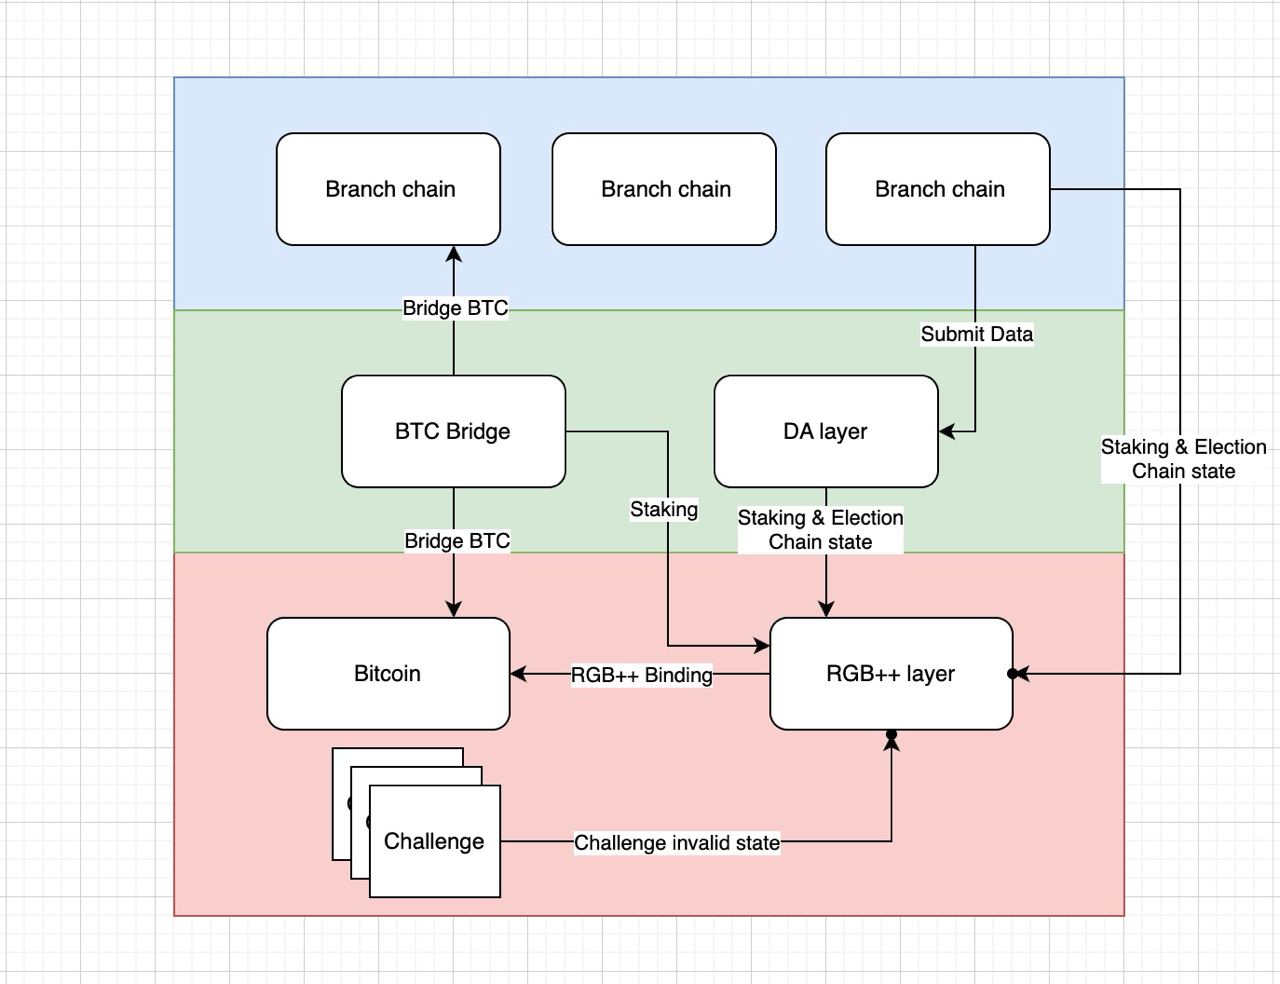 Branch chain
Branch chain
Branch chain
Bridge BTC
Submit Data
BTC Bridge
DA layer
Staking & Election
Chain state
Staking
Staking & Election
Chain state
Bridge BTC
Bitcoin
RGB++ Binding
RGB++ layer
Challenge
Challenge invalid state